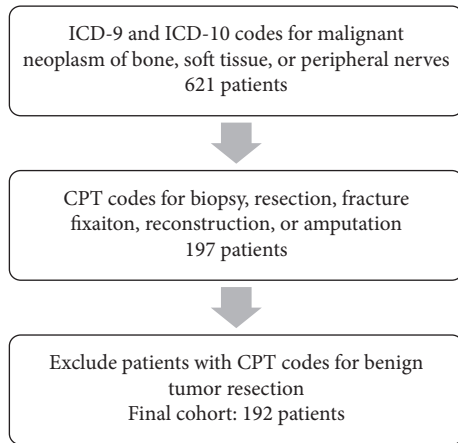 ICD-9 and ICD-10 codes for malignant
neoplasm of bone, soft tissue, or peripheral nerves
621 patients
CPT codes for biopsy, resection, fracture
fixaiton, reconstruction, or amputation
197 patients
Exclude patients with CPT codes for benign
tumor resection
Final cohort: 192 patients